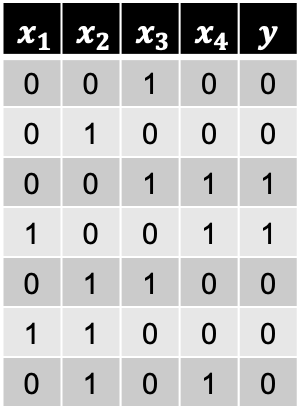 x₁ x₂ x₃ x₄ y
0 0 1 0 0
0 1 0 0 0
0 0 1 1 1
1 0 0 1 1
0 1 1 0 0
1 1 0 0 0
0 1 0 1 0